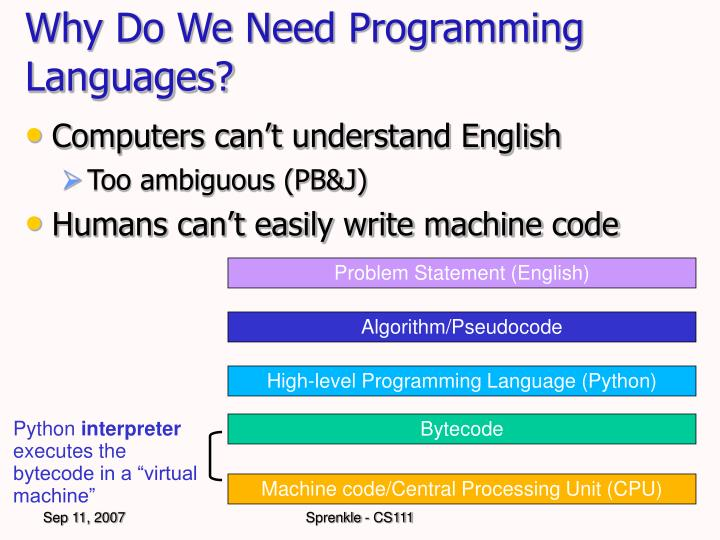 Why Do We Need Programming
Languages?
• Computers can’t understand English
➢ Too ambiguous (PB&J)
• Humans can’t easily write machine code
Problem Statement (English)
Algorithm/Pseudocode
High-level Programming Language (Python)
Bytecode
Machine code/Central Processing Unit (CPU)
Python interpreter
executes the
bytecode in a “virtual
machine”
Sep 11, 2007
Sprenkle - CS111